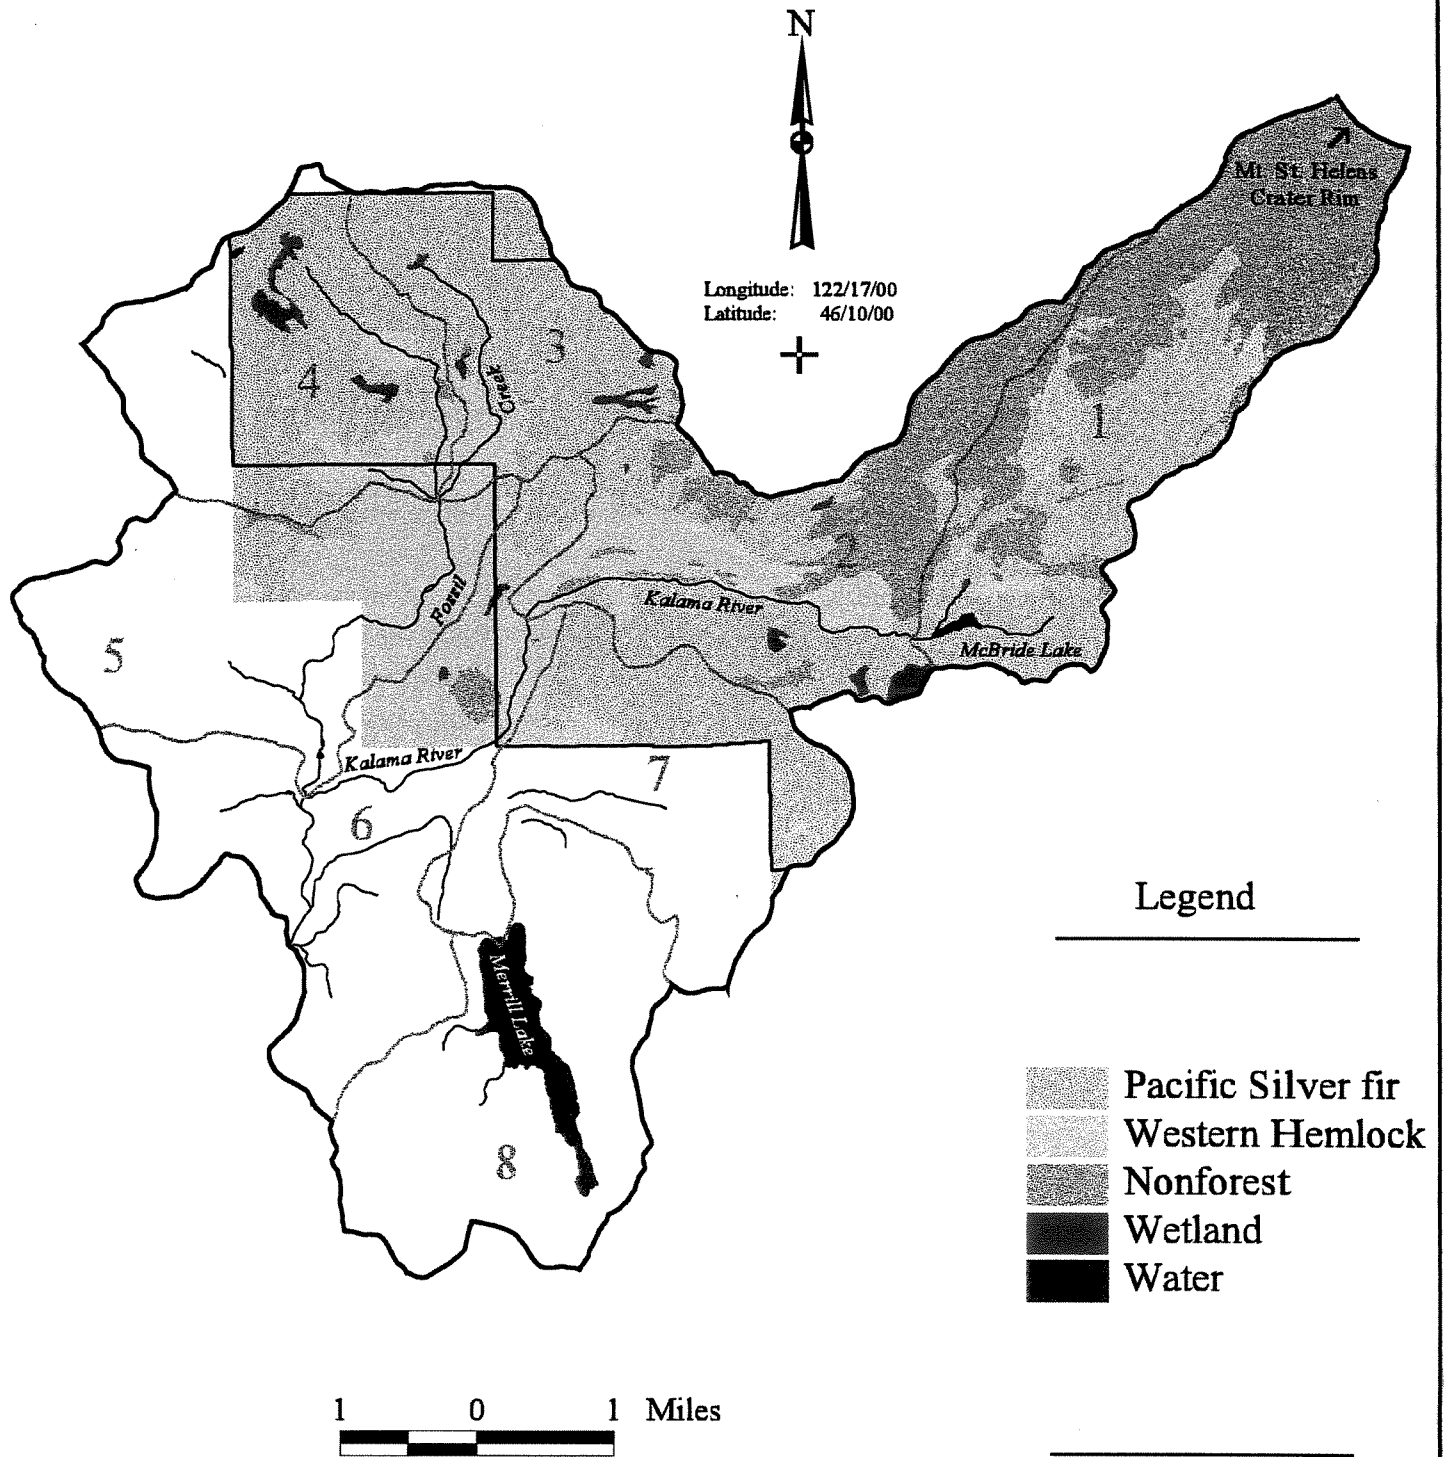 N
Mt. St. Helens
Crater Rim
Longitude: 122/17/00
Latitude: 46/10/00
3
4
Creek
1
2
Fossil
Kalama River
McBride Lake
5
Kalama River
7
6
Legend
Merrill Lake
Pacific Silver fir
Western Hemlock
Nonforest
Wetland
Water
8
1 0 1 Miles